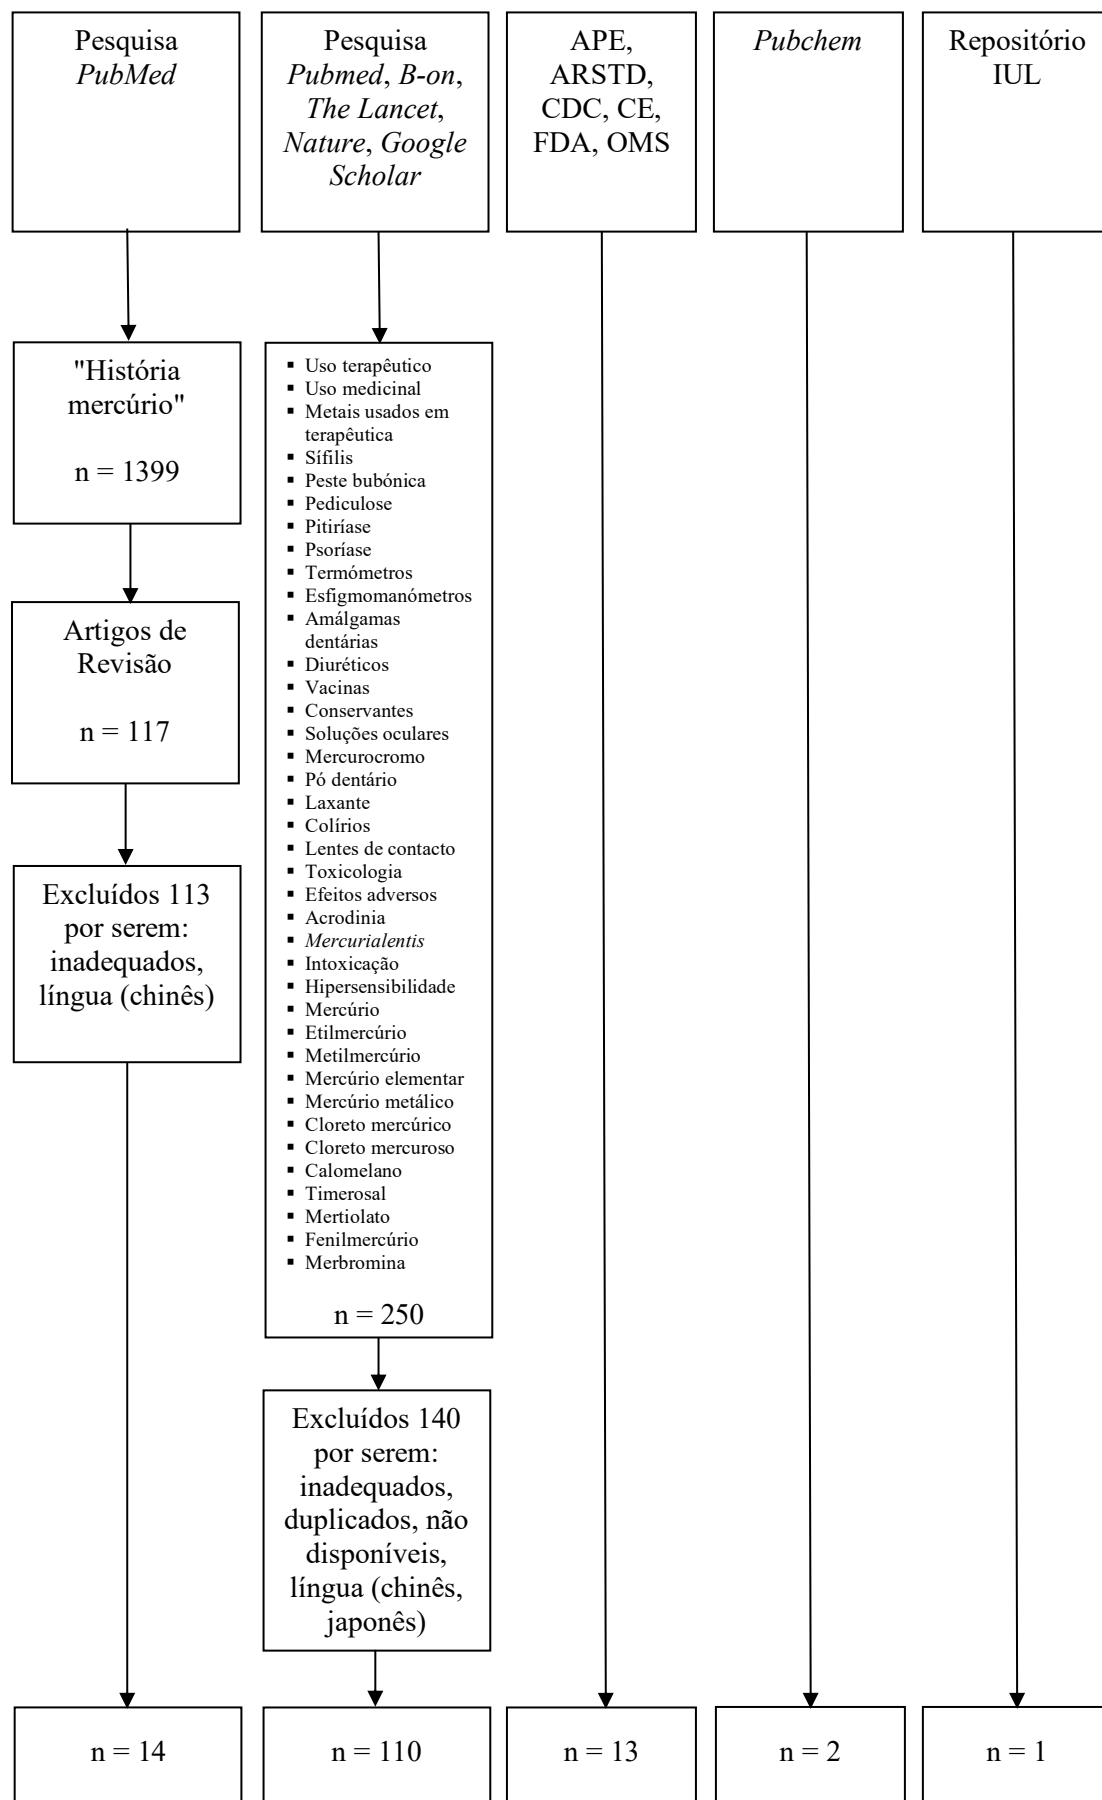 Pesquisa
PubMed
Pesquisa
Pubmed, B-on,
The Lancet,
Nature, Google
Scholar
APE,
ARSTD,
CDC, CE,
FDA, OMS
Pubchem
Repositório
IUL
"História
mercúrio"
n = 1399
Artigos de
Revisão
n = 117
Excluídos 113
por serem:
inadequados,
língua (chinês)
▪ Uso terapêutico
▪ Uso medicinal
▪ Metais usados em
terapêutica
▪ Sífilis
▪ Peste bubónica
▪ Pediculose
▪ Pitiríase
▪ Psoríase
▪ Termómetros
▪ Esfigmomanómetros
▪ Amálgamas
dentárias
▪ Diuréticos
▪ Vacinas
▪ Conservantes
▪ Soluções oculares
▪ Mercurocromo
▪ Pó dentário
▪ Laxante
▪ Colírios
▪ Lentes de contacto
▪ Toxicologia
▪ Efeitos adversos
▪ Acrodinia
▪ Mercurialentis
▪ Intoxicação
▪ Hipersensibilidade
▪ Mercúrio
▪ Etilmercúrio
▪ Metilmercúrio
▪ Mercúrio elementar
▪ Mercúrio metálico
▪ Cloreto mercúrico
▪ Cloreto mercuroso
▪ Calomelano
▪ Timerosal
▪ Mertiolato
▪ Fenilmercúrio
▪ Merbromina
n = 250
Excluídos 140
por serem:
inadequados,
duplicados, não
disponíveis,
língua (chinês,
japonês)
n = 14
n = 110
n = 13
n = 2
n = 1